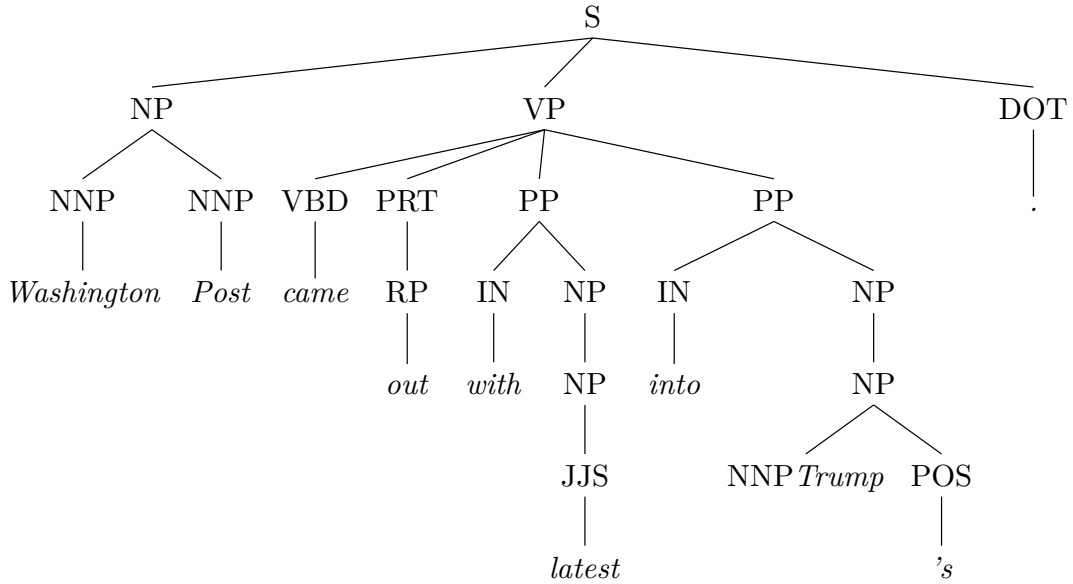 S
NP VP DOT
NNP NNP VBD PRT PP PP .
Washington Post came RP IN NP IN NP
out with NP into NP
JJS NNP Trump POS
latest 's